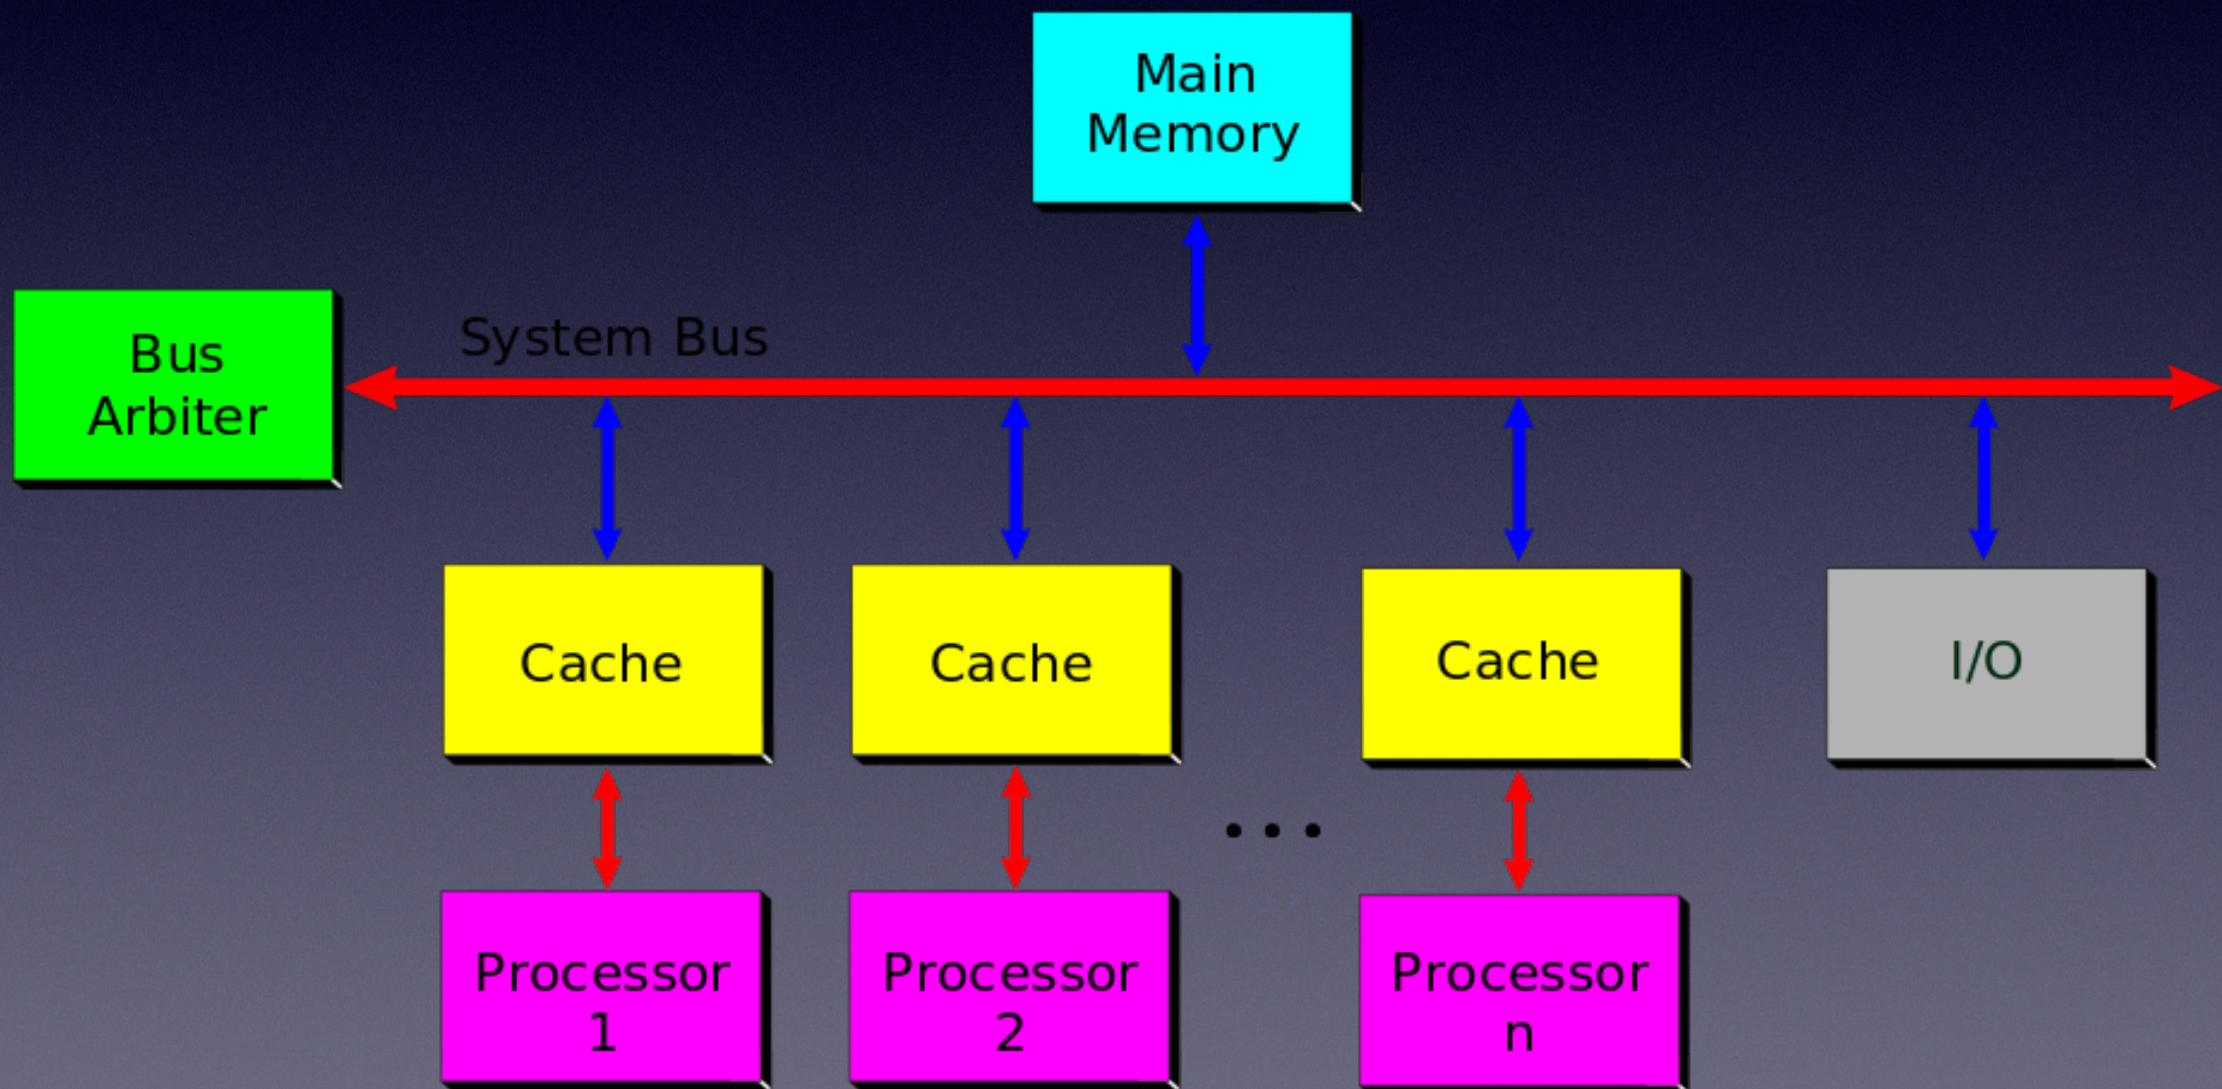 Main
Memory
Bus
Arbiter
System Bus
Cache
Cache
Cache
I/O
...
Processor
1
Processor
2
Processor
n